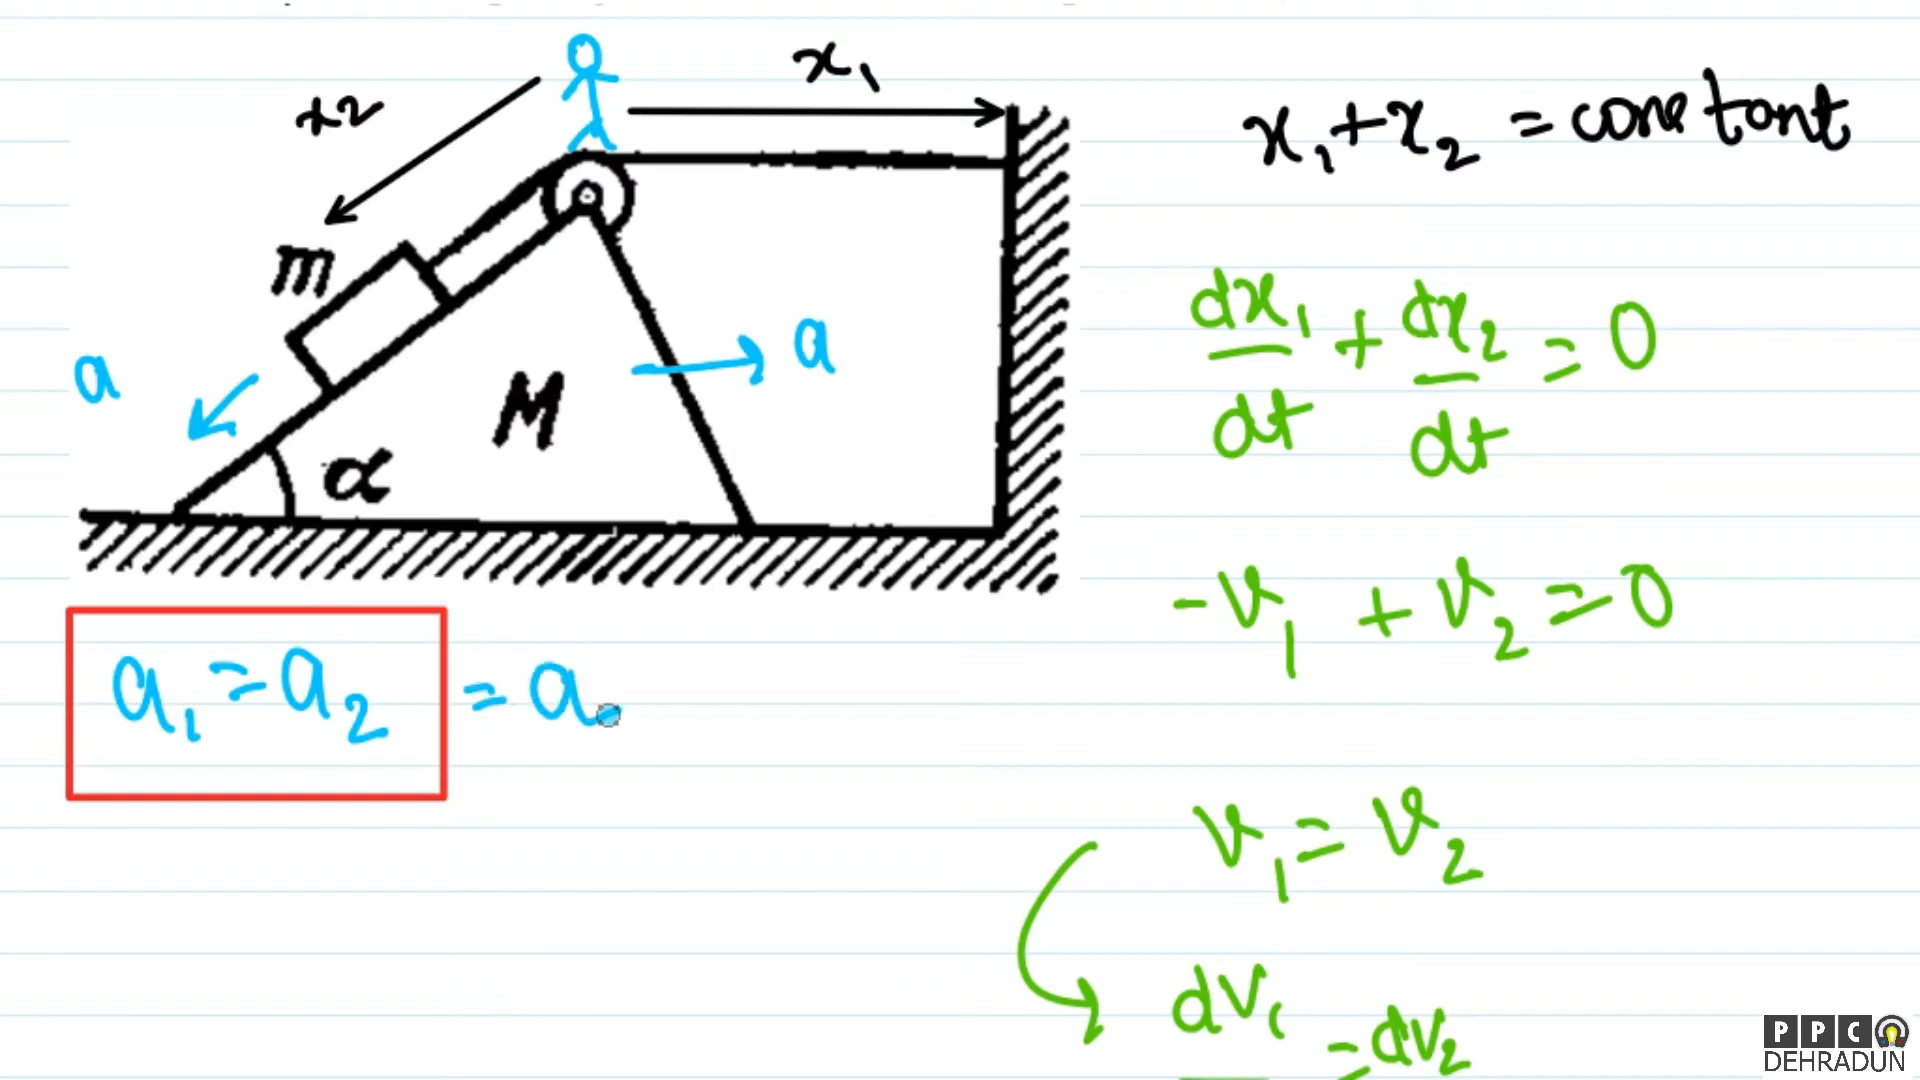 x₁
x₂
x₁ + x₂ = constant
m
a
a
M
α
dx₁/dt + dx₂/dt = 0
-v₁ + v₂ = 0
a₁ = a₂ = a
v₁ = v₂
dv₁ = dv₂
PPC
DEHRADUN